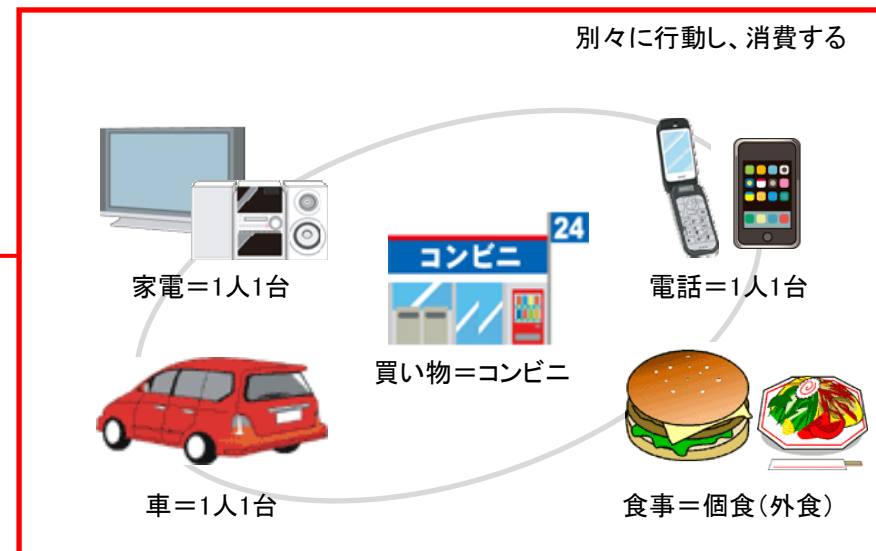 別々に行動し、消費する
家電=1人1台
24
コンビニ
電話=1人1台
買い物=コンビニ
車=1人1台
食事=個食(外食)